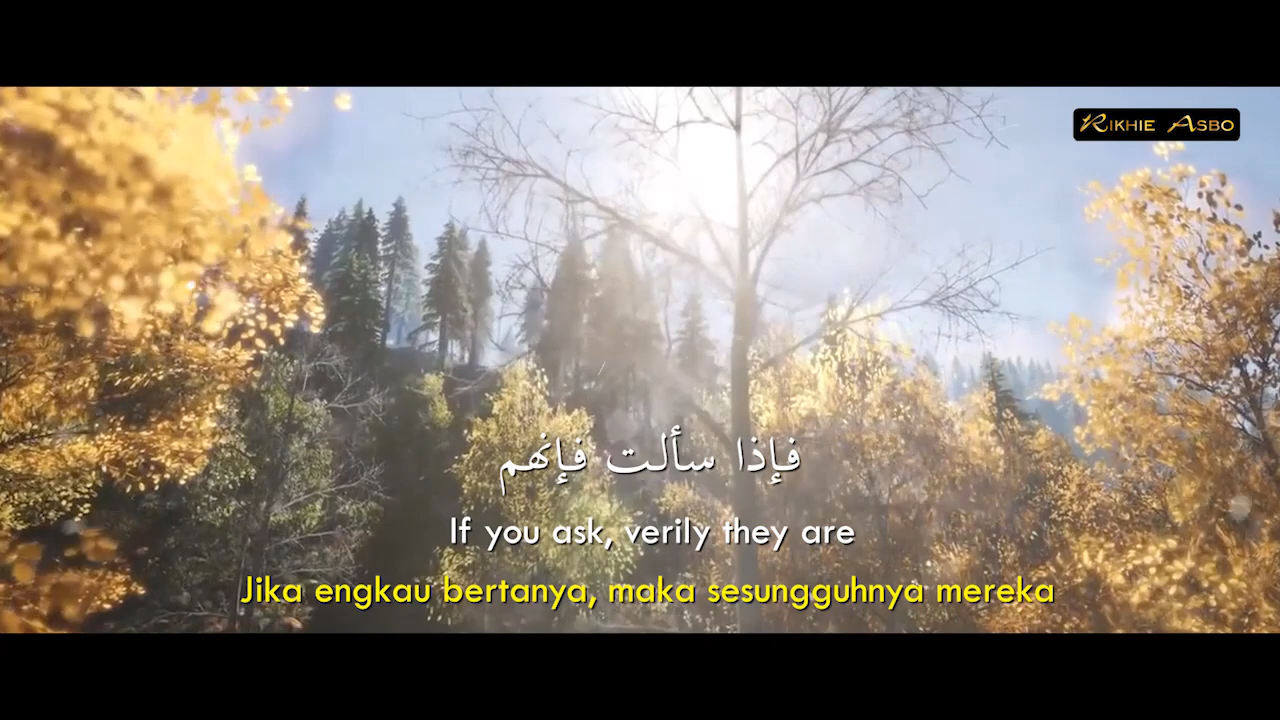 RIKHIE ASBO
فإذا سألت فإنهم
If you ask, verily they are
Jika engkau bertanya, maka sesungguhnya mereka